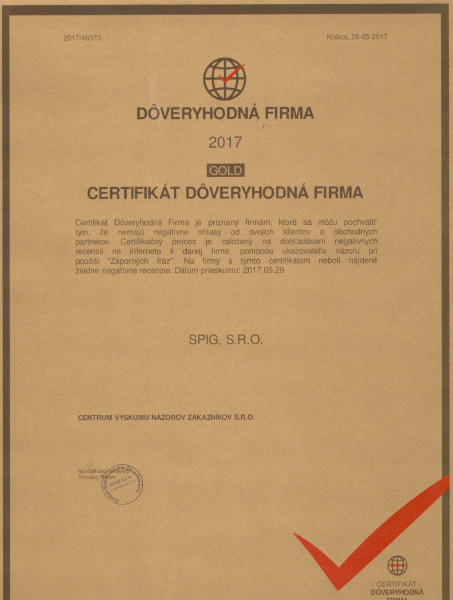 2017/46373
Košice, 29-05-2017
DÔVERYHODNÁ FIRMA
2017
GOLD
CERTIFIKÁT DÔVERYHODNÁ FIRMA
Certifikát Dôveryhodná Firma je priznaný firmám, ktoré sa môžu pochváliť
tým, že nemajú negatívne ohlasy od svojich klientov a obchodných
partnerov. Certifikačný proces je založený na dohľadávaní negatívnych
recenzií na internete k danej firme, pomocou ukazovateľa názoru pri
použití "Záporných fráz". Na firmy s týmto certifikátom neboli nájdené
žiadne negatívne recenzie. Dátum prieskumu: 2017.05.29
SPIG, S.R.O.
CENTRUM VÝSKUMU NÁZOROV ZÁKAZNÍKOV S.R.O.
/ CERTIFIKÁT /
DÔVERYHODNÁ
FIRMA